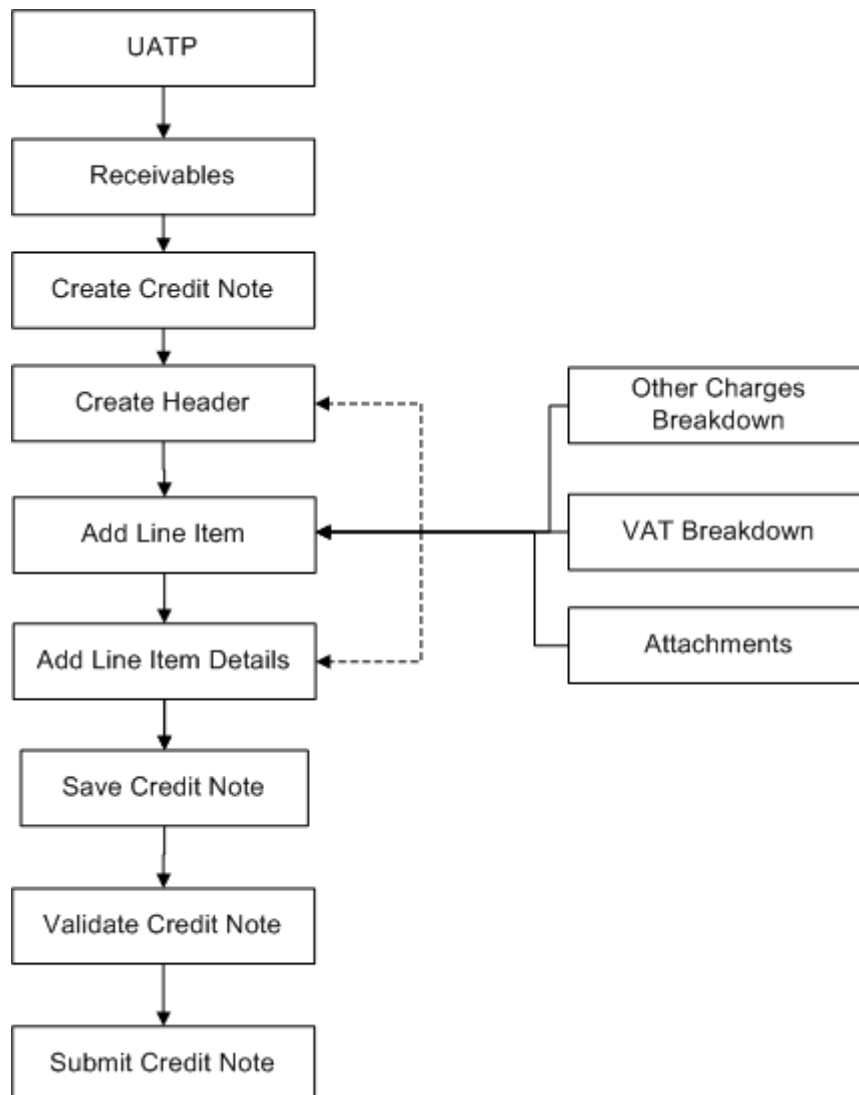 UATP
Receivables
Create Credit Note
Create Header
Other Charges
Breakdown
Add Line Item
VAT Breakdown
Add Line Item Details
Attachments
Save Credit Note
Validate Credit Note
Submit Credit Note